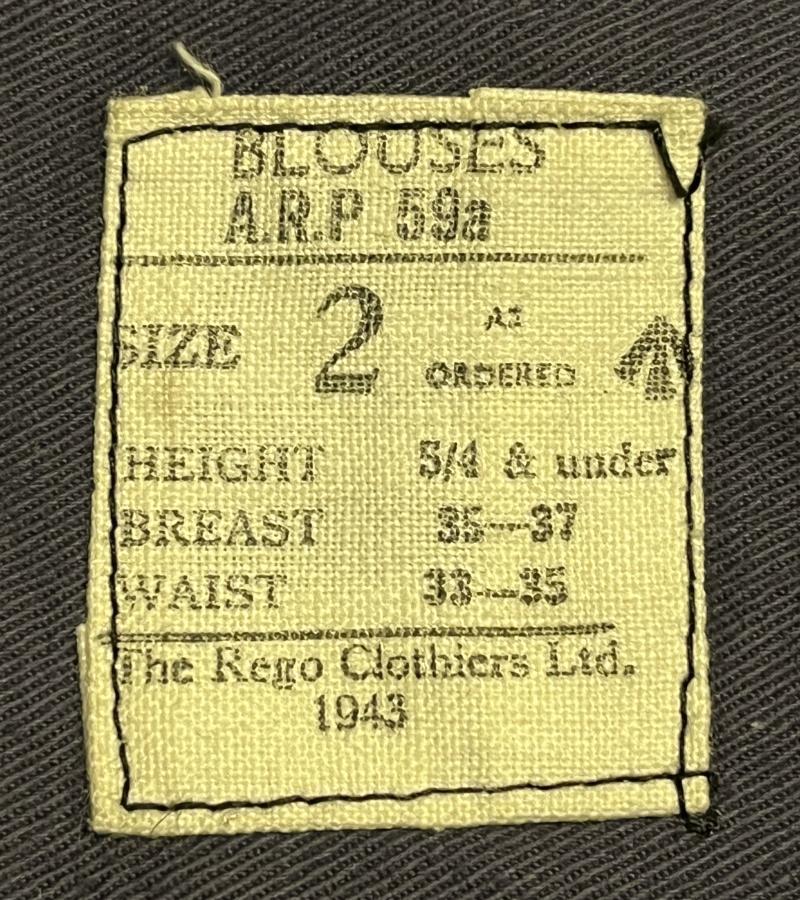 BLOUSES
A.R.P 59a
SIZE 2 AS ORDERED
HEIGHT 5/4 & under
BREAST 35—37
WAIST 33—35
The Rego Clothiers Ltd.
1943